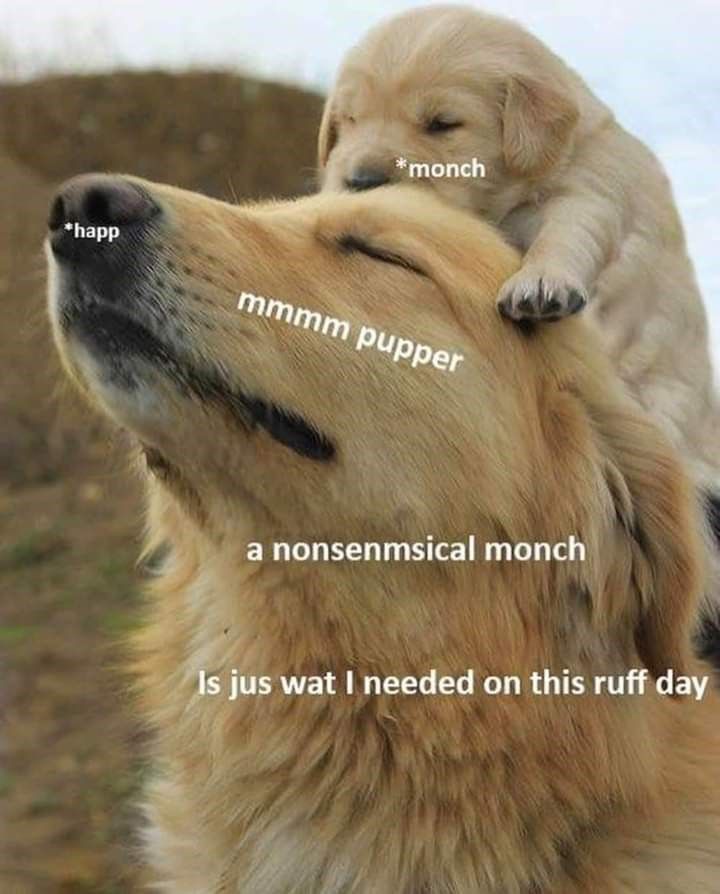 *monch
*happ
mmmm pupper
a nonsenmsical monch
Is jus wat I needed on this ruff day